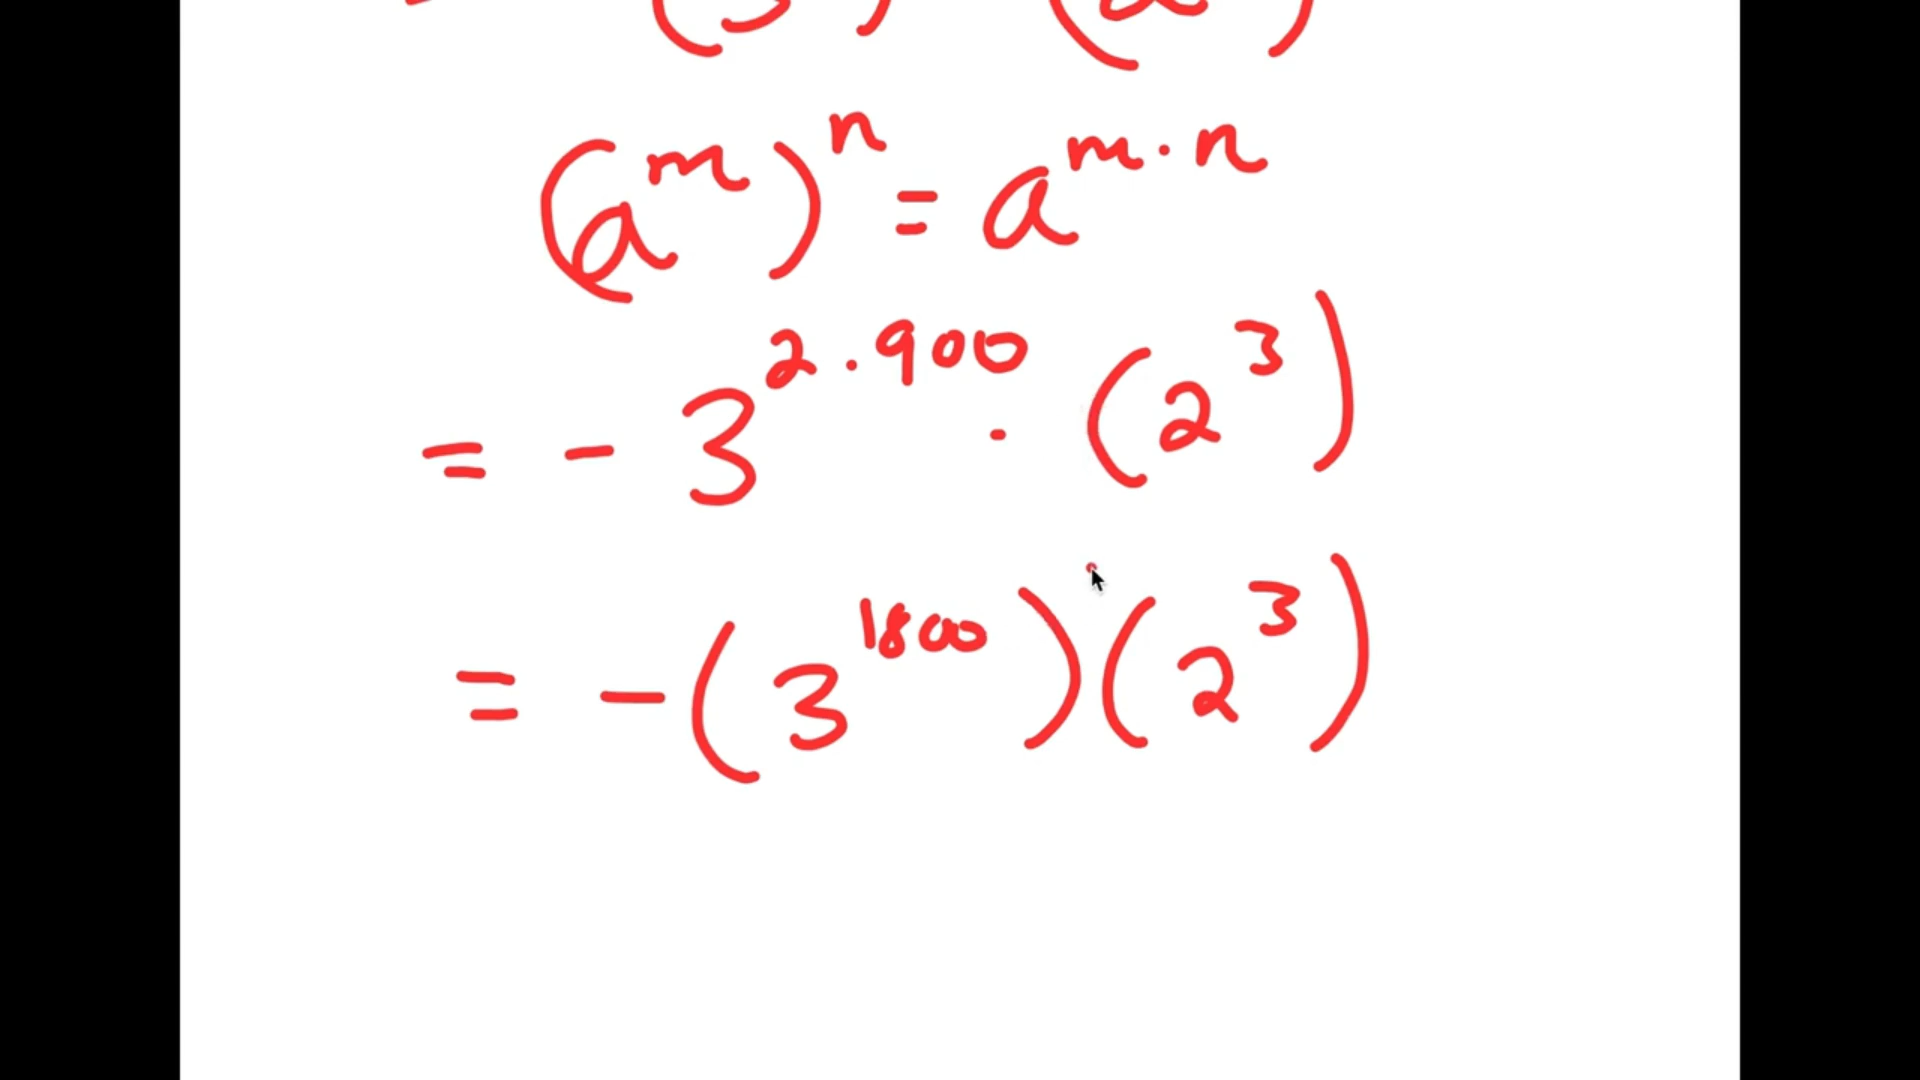 (a^m)^n = a^{m·n}
= - 3^{2·900} · (2^3)
= - (3^{1800})(2^3)